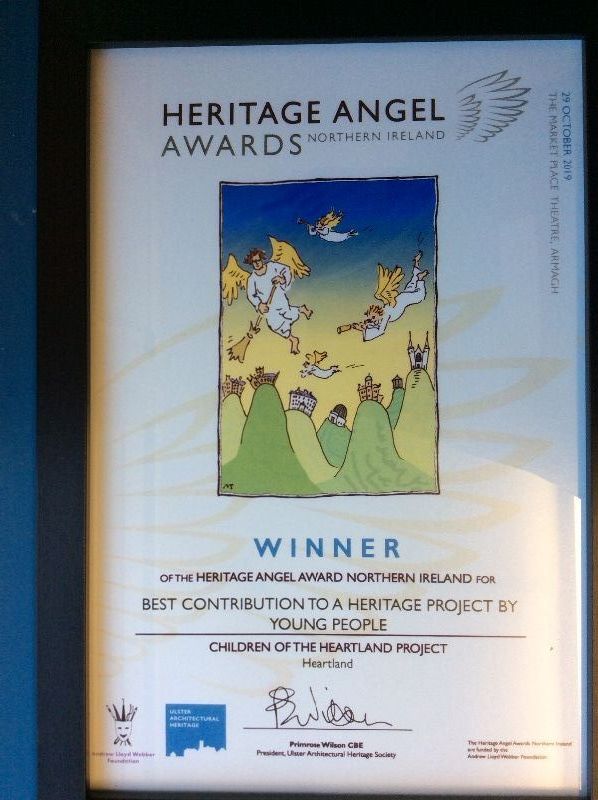 HERITAGE ANGEL
AWARDS NORTHERN IRELAND
29 OCTOBER 2019
THE MARKET PLACE THEATRE, ARMAGH
WINNER
OF THE HERITAGE ANGEL AWARD NORTHERN IRELAND FOR
BEST CONTRIBUTION TO A HERITAGE PROJECT BY
YOUNG PEOPLE
CHILDREN OF THE HEARTLAND PROJECT
Heartland
Andrew Lloyd Webber
Foundation
ULSTER
ARCHITECTURAL
HERITAGE
Primrose Wilson CBE
President, Ulster Architectural Heritage Society
The Heritage Angel Awards Northern Ireland
are funded by the
Andrew Lloyd Webber Foundation